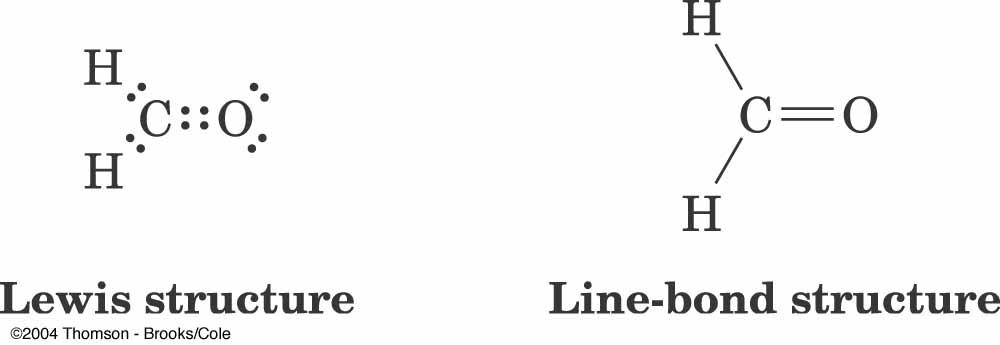 H
C O
H
H
C O
H
Lewis structure
Line-bond structure
©2004 Thomson - Brooks/Cole